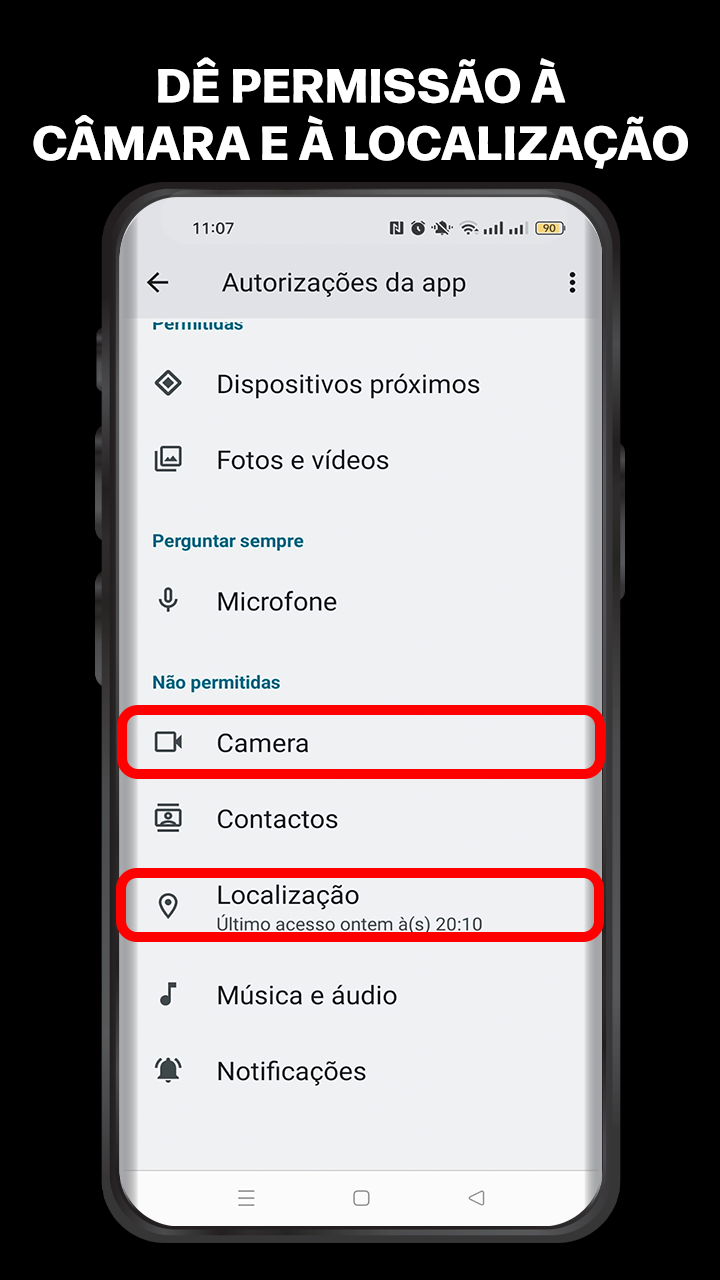 DÊ PERMISSÃO À
CÂMARA E À LOCALIZAÇÃO
11:07
90
Autorizações da app
Permitidas
Dispositivos próximos
Fotos e vídeos
Perguntar sempre
Microfone
Não permitidas
Camera
Contactos
Localização
Último acesso ontem à(s) 20:10
Música e áudio
Notificações